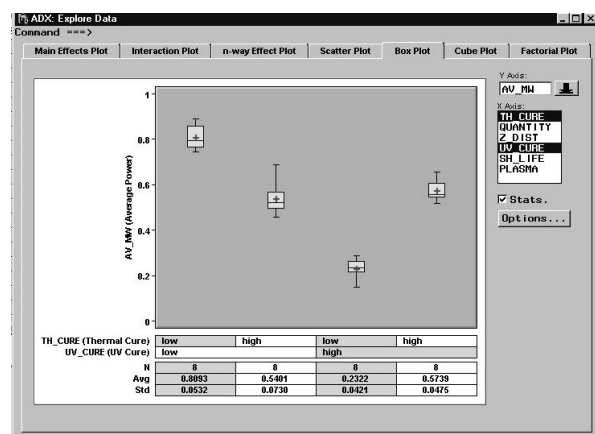 ADX: Explore Data
Command ===>
Main Effects Plot Interaction Plot n-way Effect Plot Scatter Plot Box Plot Cube Plot Factorial Plot
Y Axis:
AV_MW
X Axis:
TH_CURE
QUANTITY
Z_DIST
UV_CURE
SH_LIFE
PLASMA
Stats.
Options...
AV_MW (Average Power)
1
0.8
0.6
0.4
0.2
0
TH_CURE (Thermal Cure) low high low high
UV_CURE (UV Cure) low high
N 8 8 8 8
Avg 0.8093 0.5401 0.2322 0.5739
Std 0.0532 0.0730 0.0421 0.0475